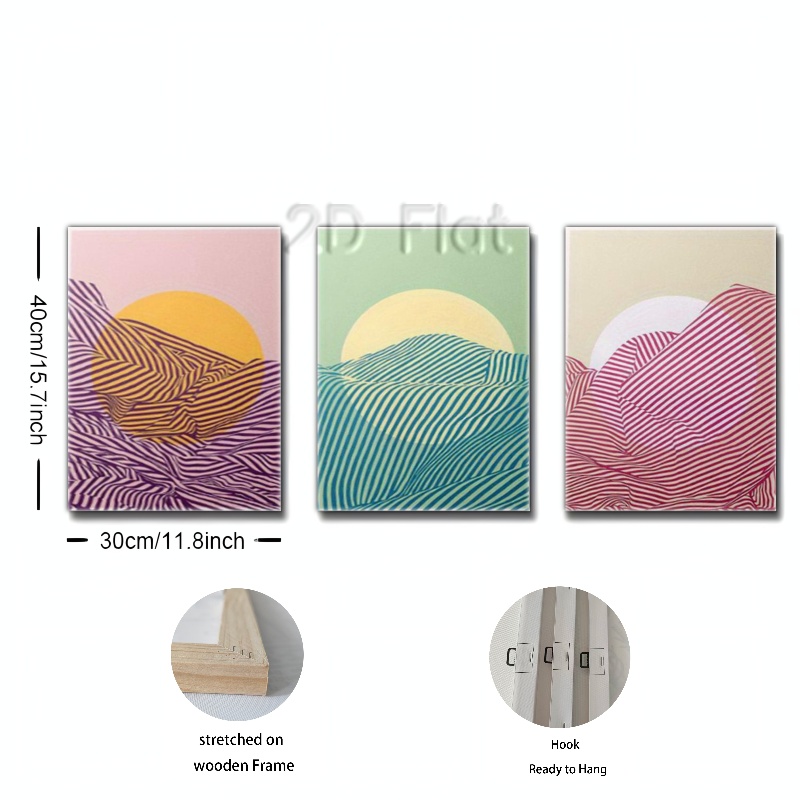 2D Flat
40cm/15.7inch
30cm/11.8inch
stretched on
wooden Frame
Hook
Ready to Hang